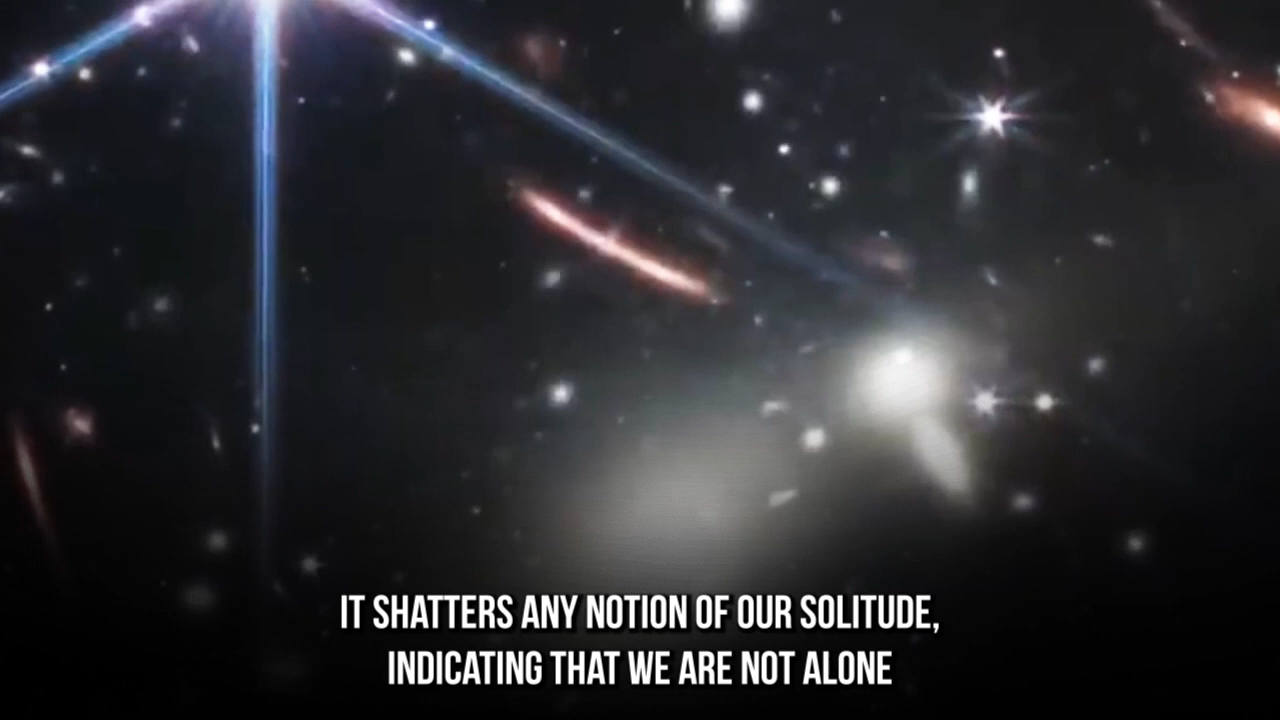 IT SHATTERS ANY NOTION OF OUR SOLITUDE,
INDICATING THAT WE ARE NOT ALONE